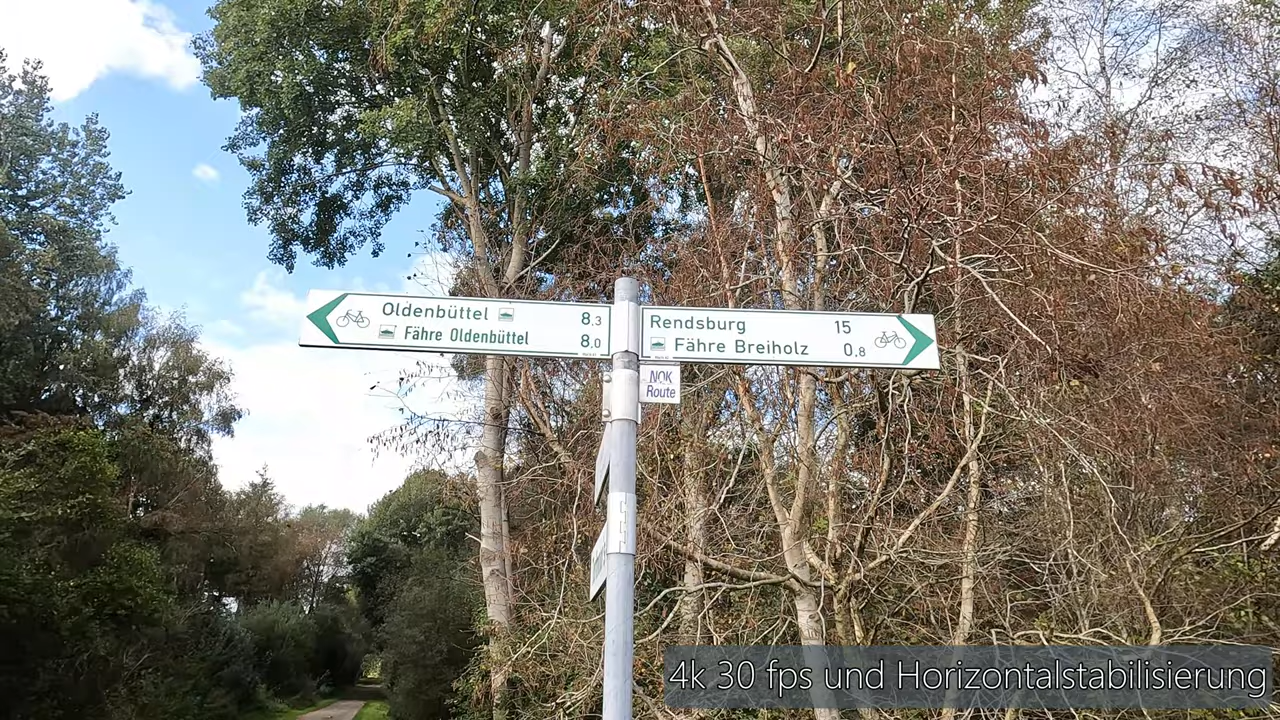 Oldenbüttel 8.3
Fähre Oldenbüttel 8.0
Rendsburg 15
Fähre Breiholz 0,8
NOK
Route
4k 30 fps und Horizontalstabilisierung